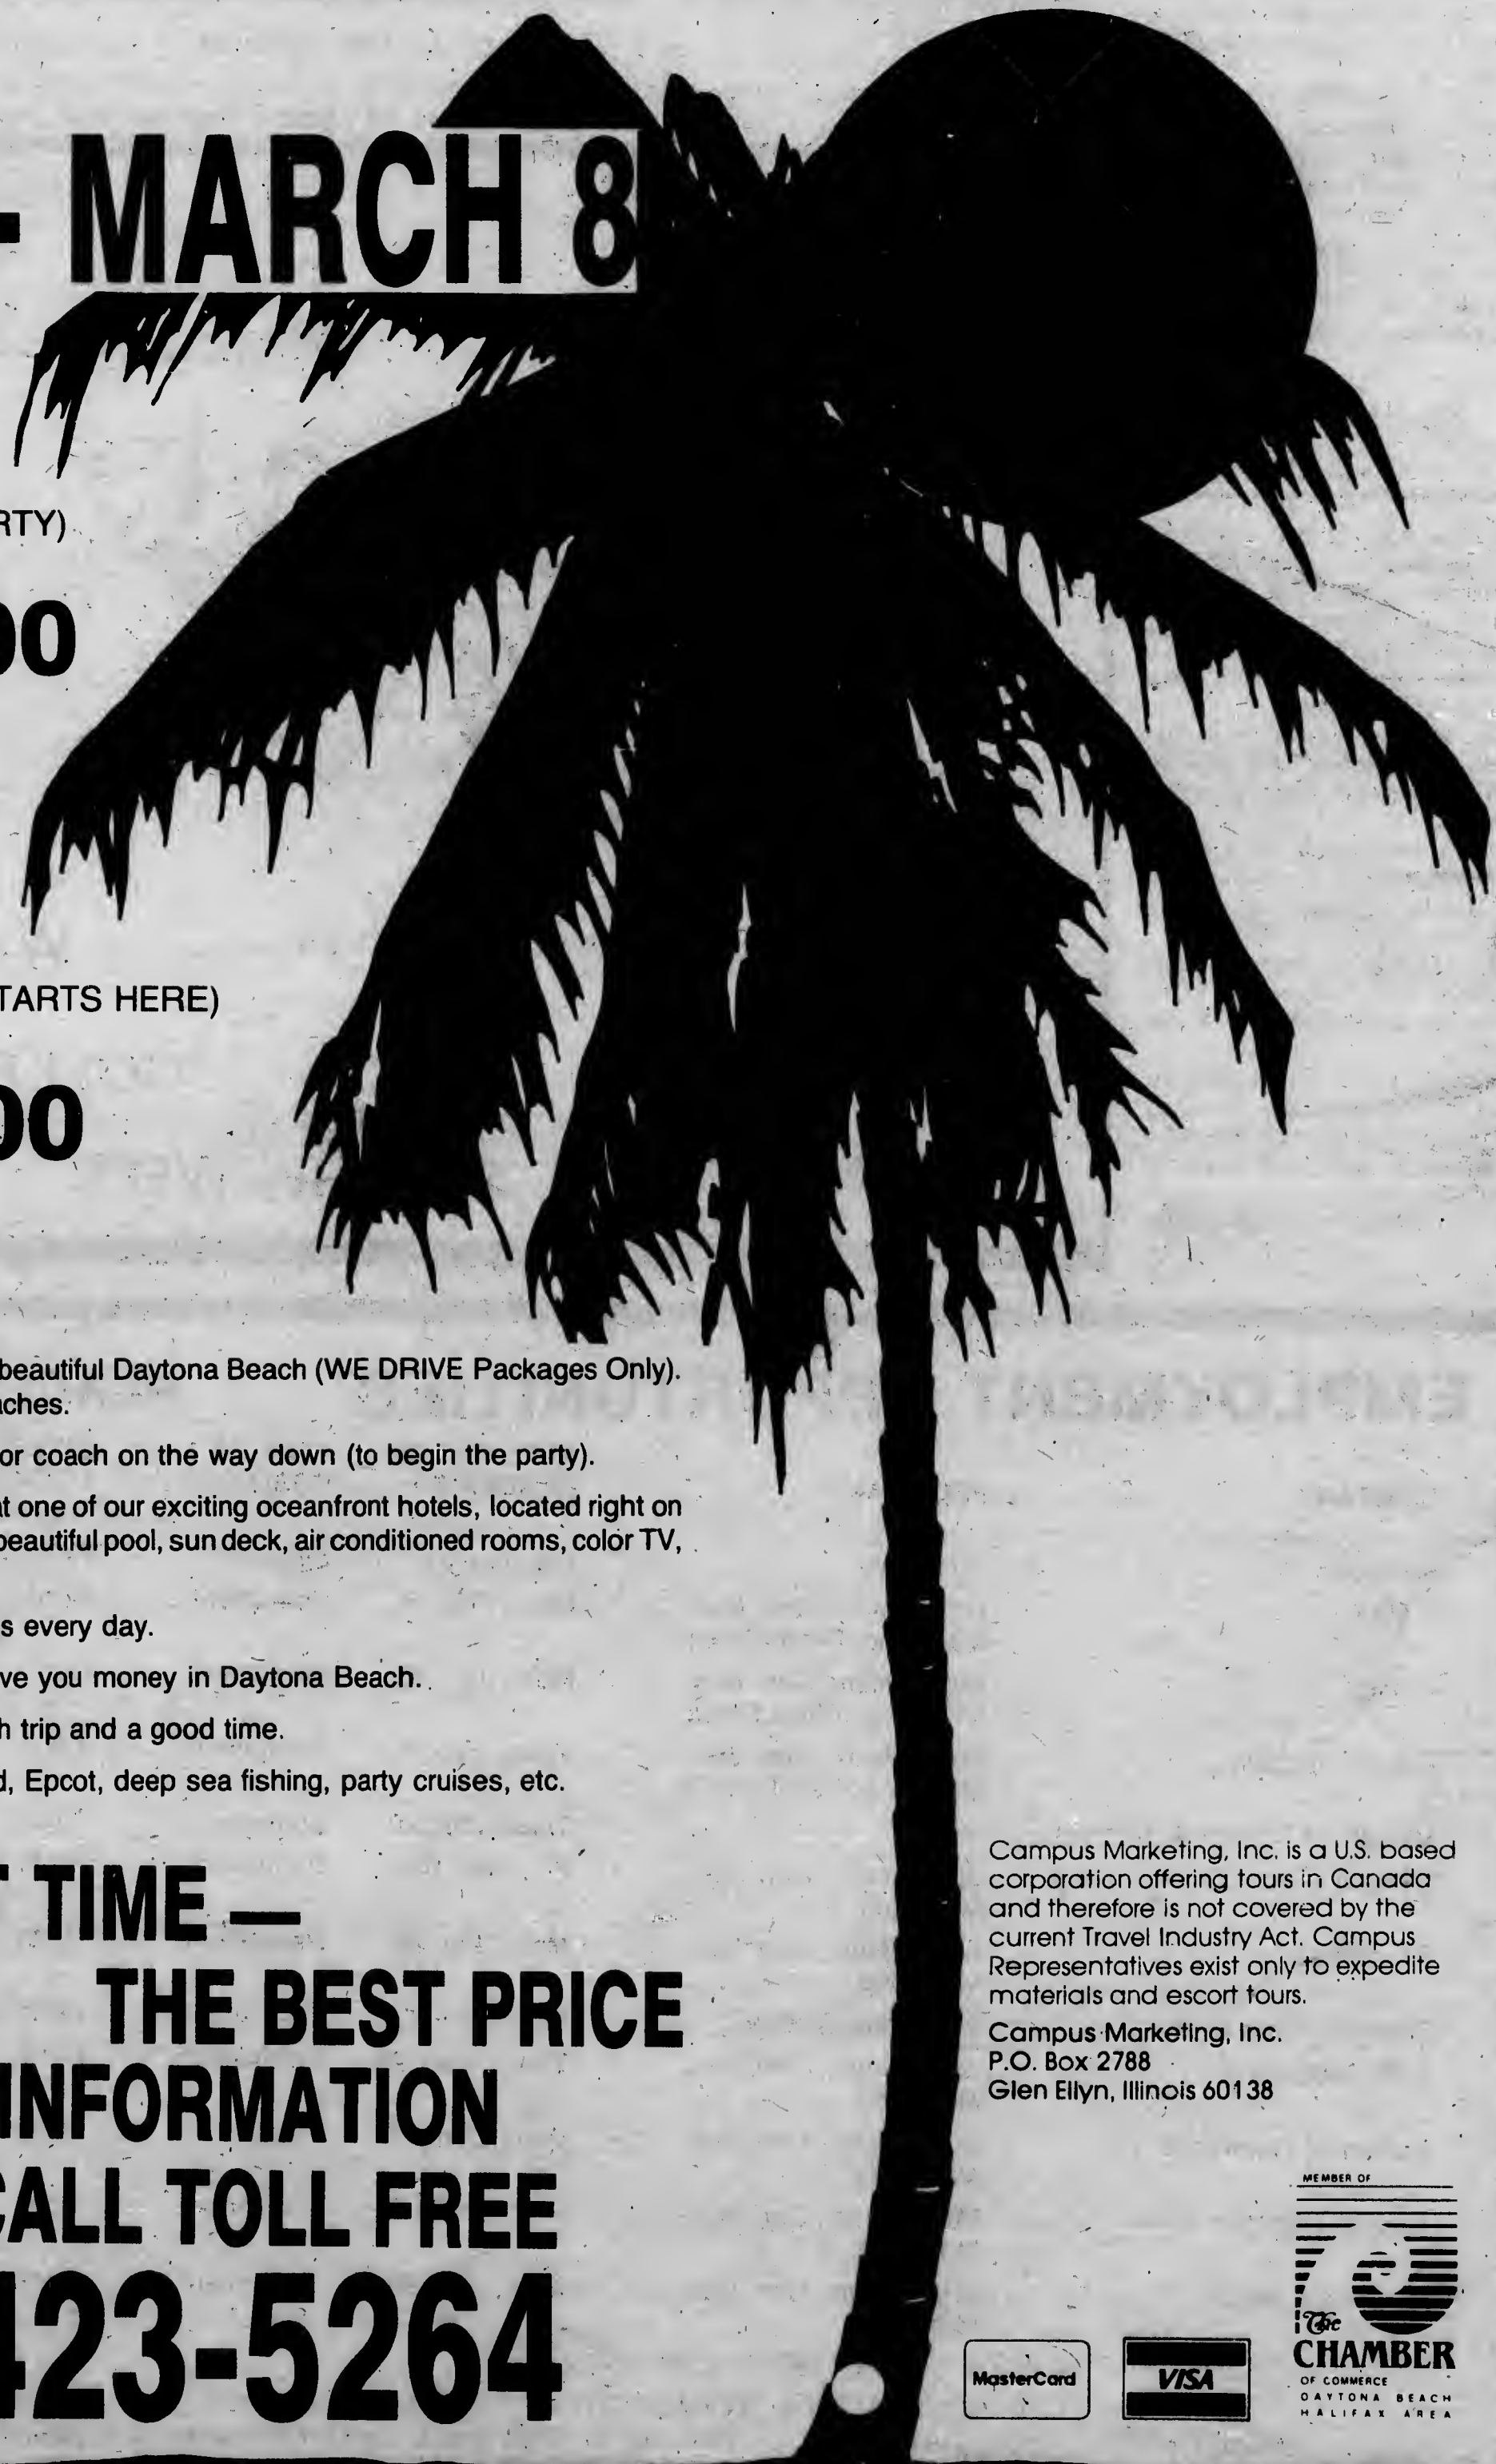 - MARCH 8
RTY)
00
TARTS HERE)
00
beautiful Daytona Beach (WE DRIVE Packages Only).
aches.
or coach on the way down (to begin the party).
at one of our exciting oceanfront hotels, located right on
beautiful pool, sun deck, air conditioned rooms, color TV,
s every day.
ve you money in Daytona Beach.
h trip and a good time.
d, Epcot, deep sea fishing, party cruises, etc.
T TIME —
THE BEST PRICE
INFORMATION
CALL TOLL FREE
423-5264
Campus Marketing, Inc. is a U.S. based
corporation offering tours in Canada
and therefore is not covered by the
current Travel Industry Act. Campus
Representatives exist only to expedite
materials and escort tours.
Campus Marketing, Inc.
P.O. Box 2788
Glen Ellyn, Illinois 60138
MasterCard
VISA
MEMBER OF
The
CHAMBER
OF COMMERCE
DAYTONA BEACH
HALIFAX AREA